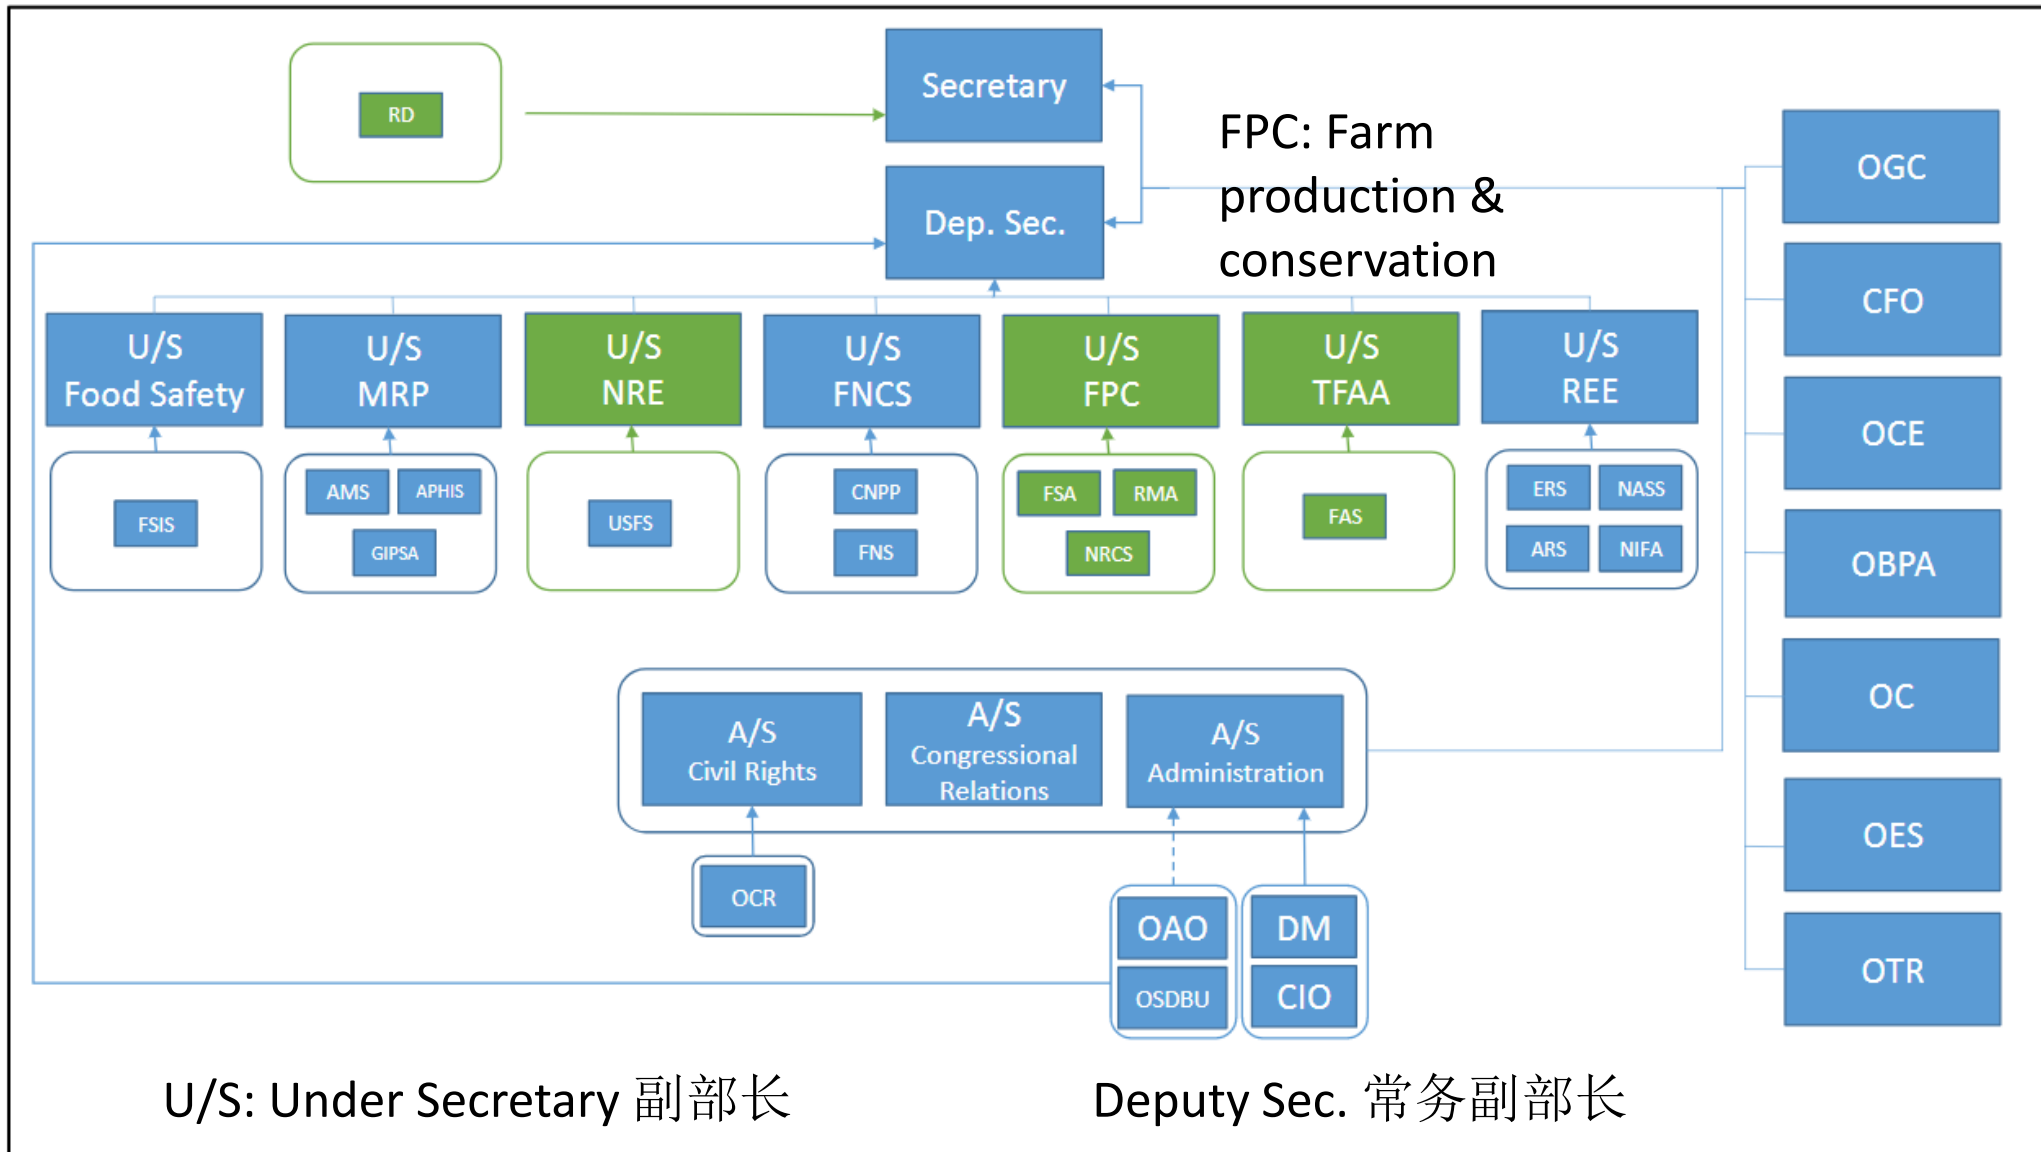 RD
Secretary
Dep. Sec.
FPC: Farm
production &
conservation
U/S
Food Safety
U/S
MRP
U/S
NRE
U/S
FNCS
U/S
FPC
U/S
TFAA
U/S
REE
FSIS
AMS
APHIS
GIPSA
USFS
CNPP
FNS
FSA
RMA
NRCS
FAS
ERS
NASS
ARS
NIFA
A/S
Civil Rights
A/S
Congressional
Relations
A/S
Administration
OCR
OAO
OSDBU
DM
CIO
OGC
CFO
OCE
OBPA
OC
OES
OTR
U/S: Under Secretary 副部长
Deputy Sec. 常务副部长